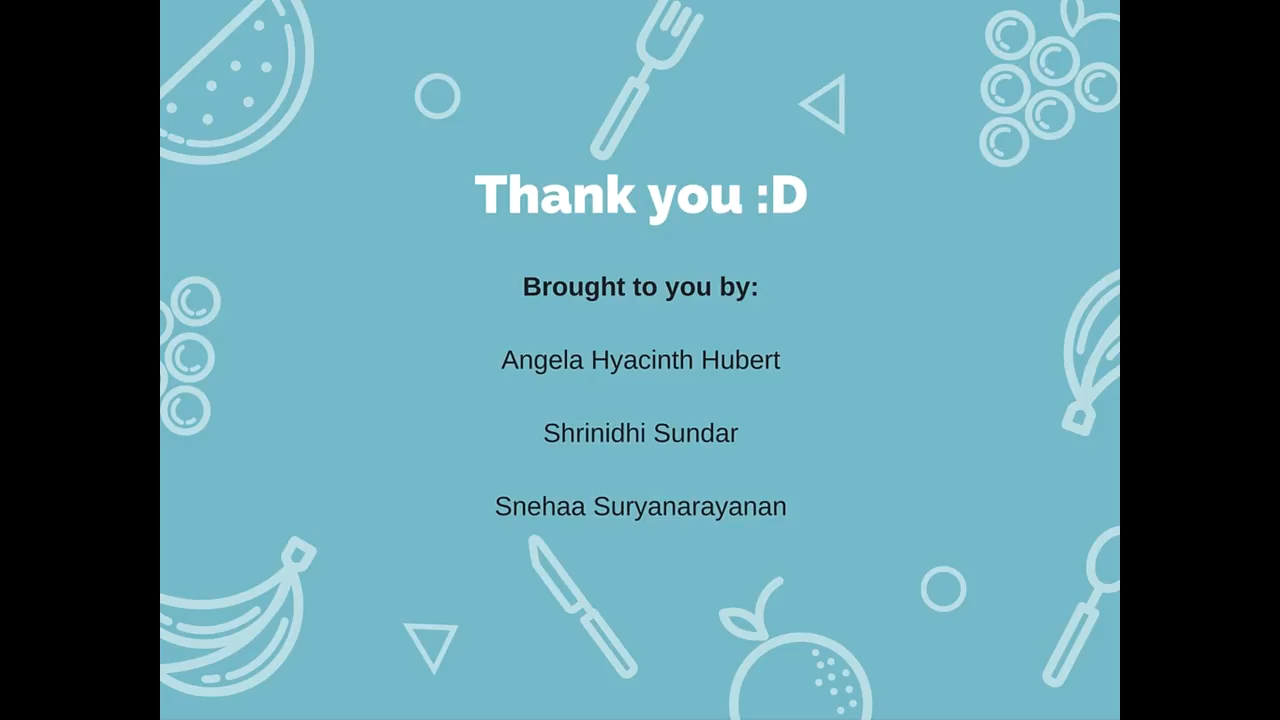 Thank you :D
Brought to you by:
Angela Hyacinth Hubert
Shrinidhi Sundar
Snehaa Suryanarayanan